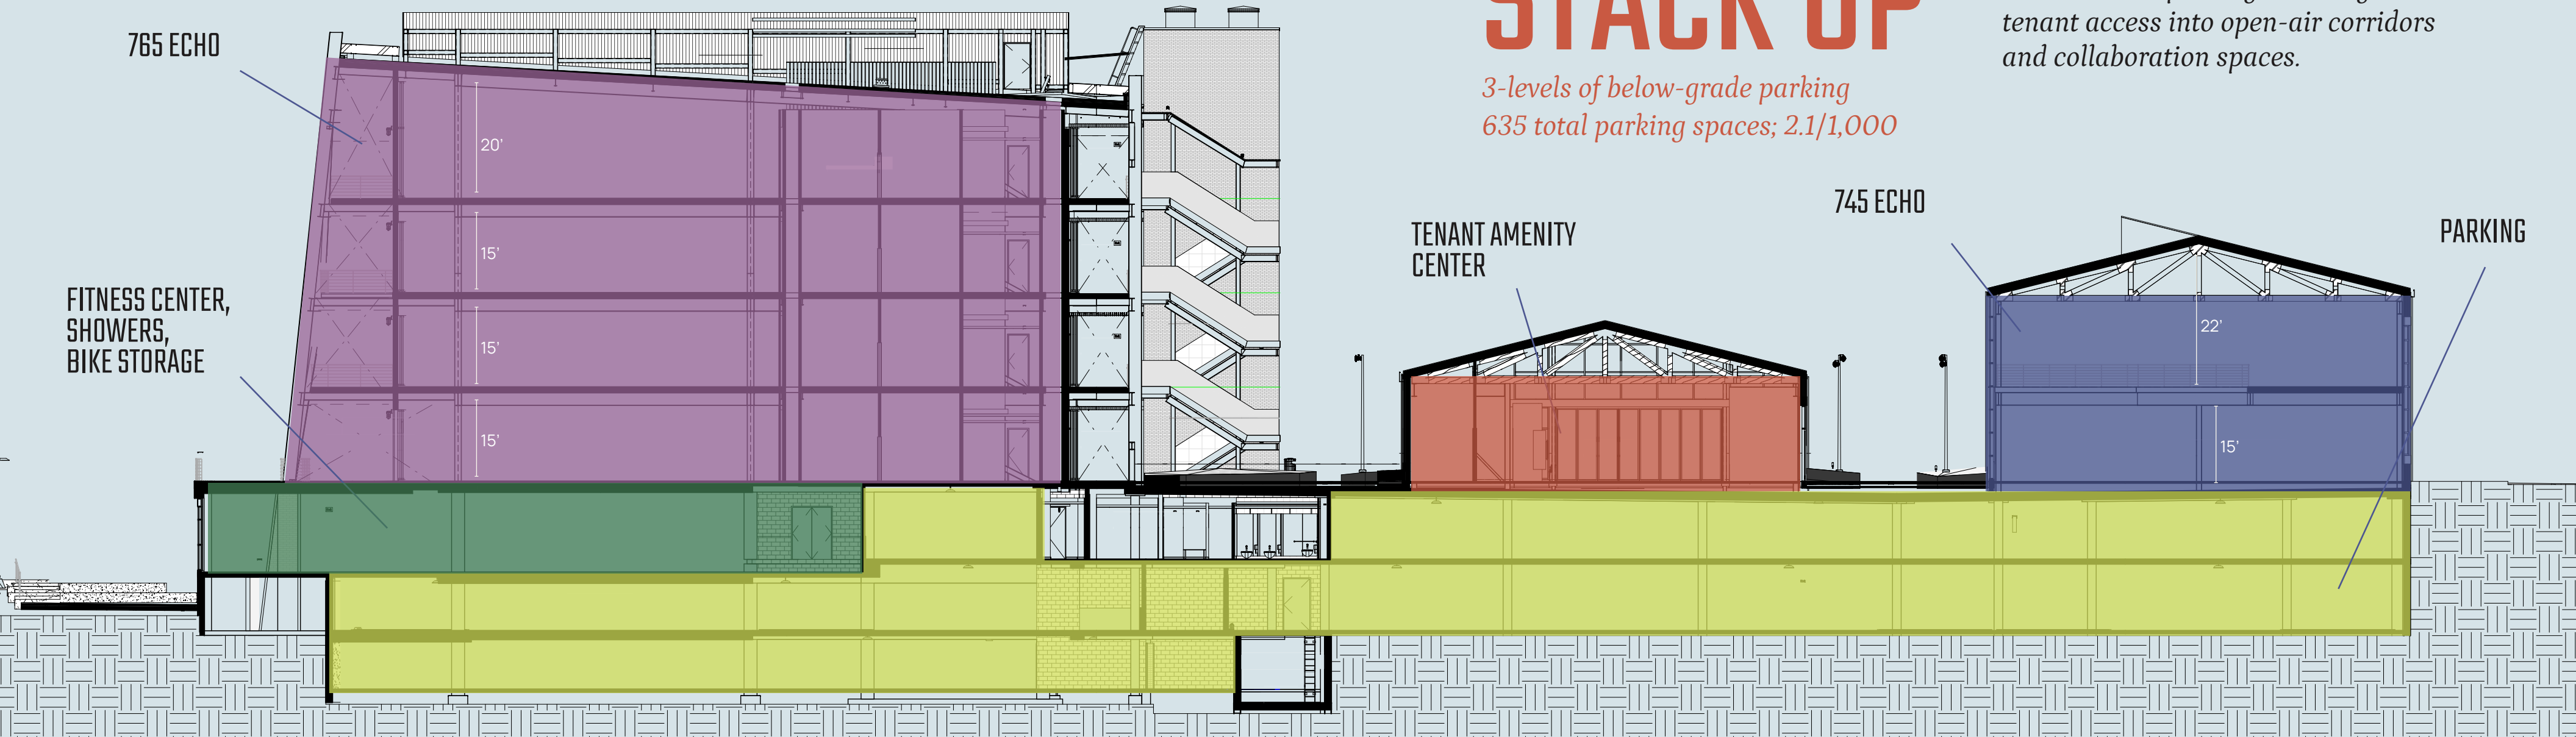 STACK UP
3-levels of below-grade parking
635 total parking spaces; 2.1/1,000
tenant access into open-air corridors
and collaboration spaces.
765 ECHO
FITNESS CENTER,
SHOWERS,
BIKE STORAGE
20'
15'
15'
15'
TENANT AMENITY
CENTER
745 ECHO
22'
15'
PARKING